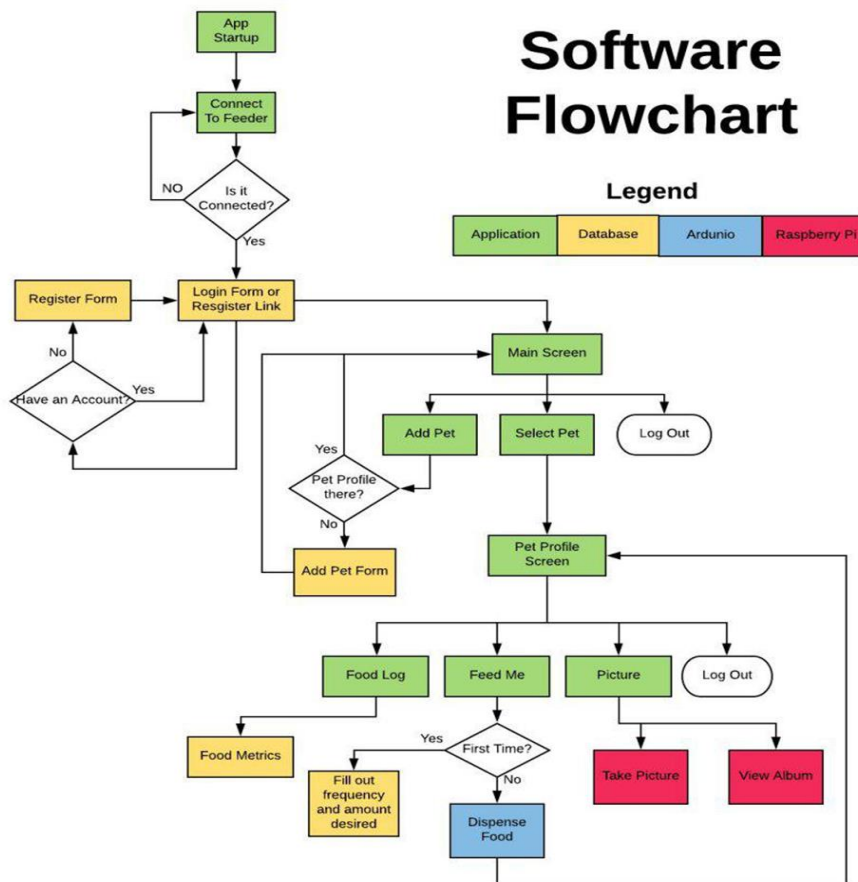 App
Startup
Software
Flowchart
Connect
To Feeder
NO
Is it
Connected?
Yes
Legend
Application
Database
Ardunio
Raspberry Pi
Register Form
Login Form or
Resgister Link
No
Have an Account?
Yes
Main Screen
Add Pet
Select Pet
Log Out
Yes
Pet Profile
there?
No
Add Pet Form
Pet Profile
Screen
Food Log
Feed Me
Picture
Log Out
Food Metrics
Yes
First Time?
No
Fill out
frequency
and amount
desired
Take Picture
View Album
Dispense
Food